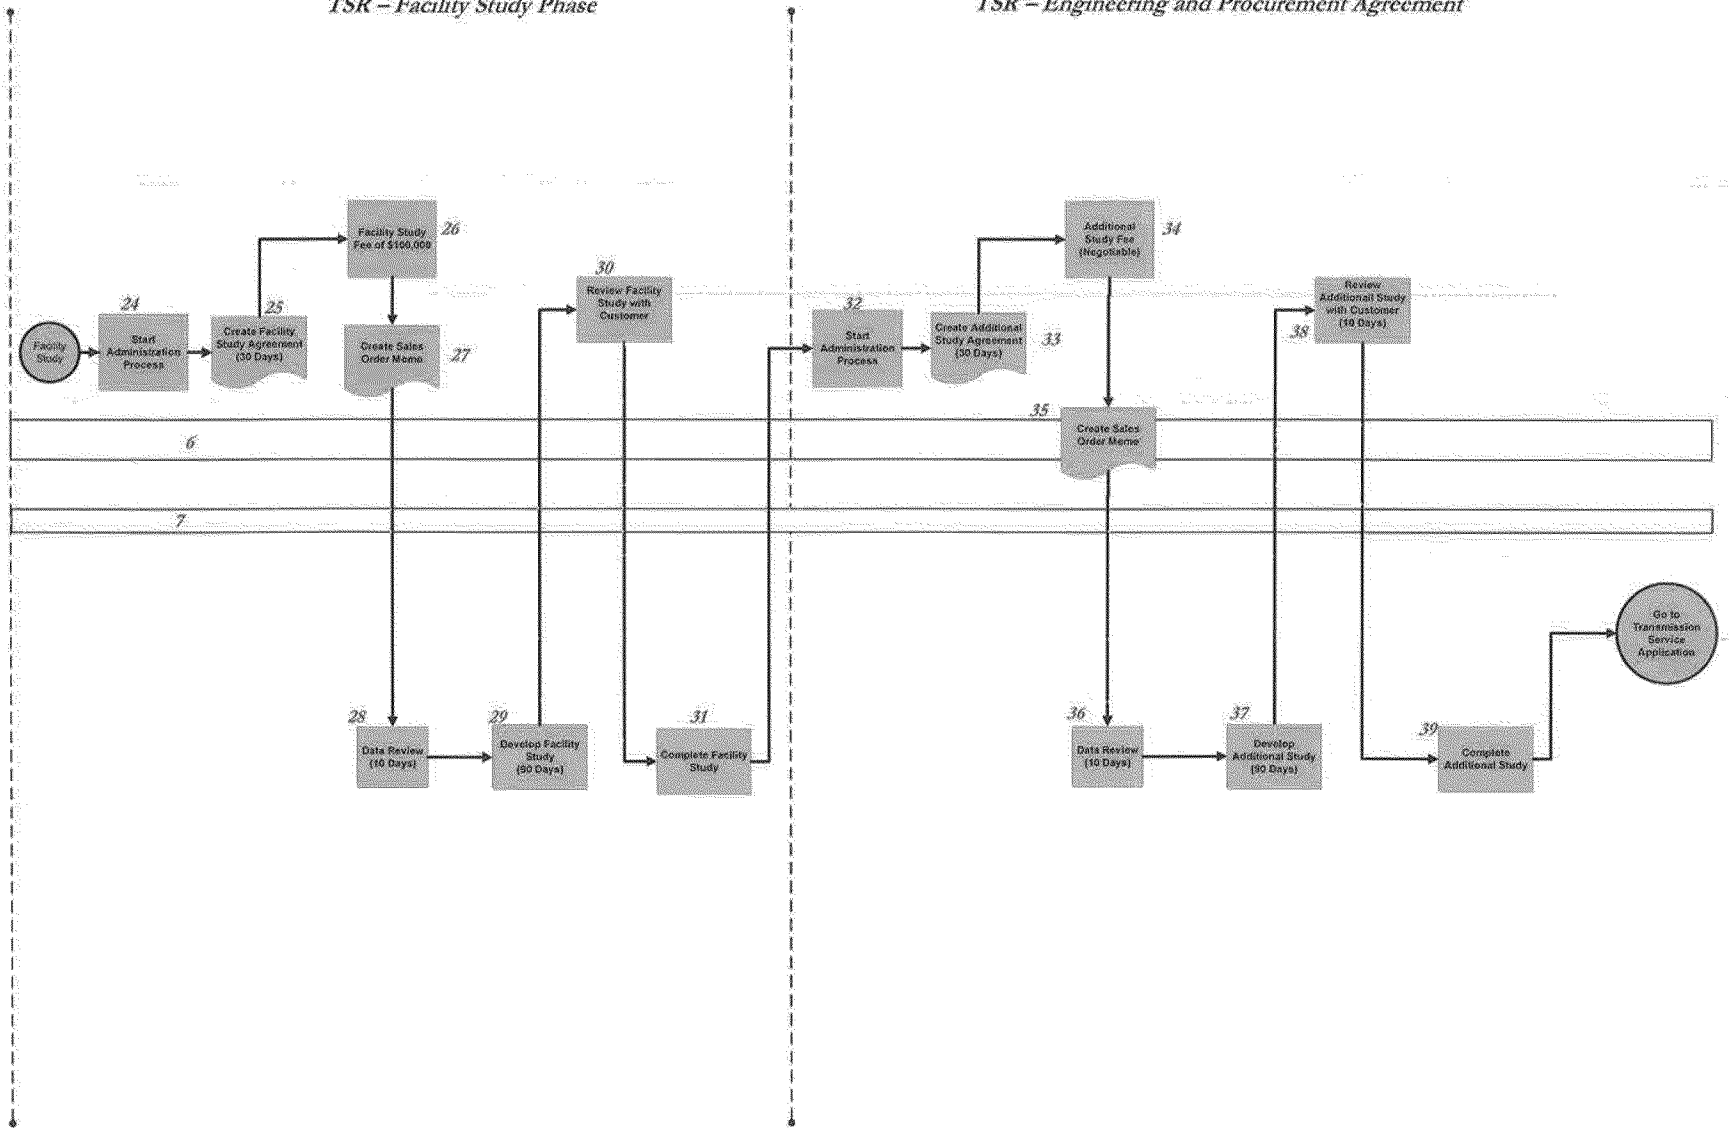 TSR – Facility Study Phase
TSR – Engineering and Procurement Agreement
Facility
Study
24
Start
Administration
Process
25
Create Facility
Study Agreement
(30 Days)
26
Facility Study
Fee of $100,000
27
Create Sales
Order Memo
28
Data Review
(10 Days)
29
Develop Facility
Study
(90 Days)
30
Review Facility
Study with
Customer
31
Complete Facility
Study
32
Start
Administration
Process
33
Create Additional
Study Agreement
(30 Days)
34
Additional
Study Fee
(Negotiable)
35
Create Sales
Order Memo
36
Data Review
(10 Days)
37
Develop
Additional Study
(90 Days)
38
Review
Additional Study
with Customer
(10 Days)
39
Complete
Additional Study
Go to
Transmission
Service
Application
6
7